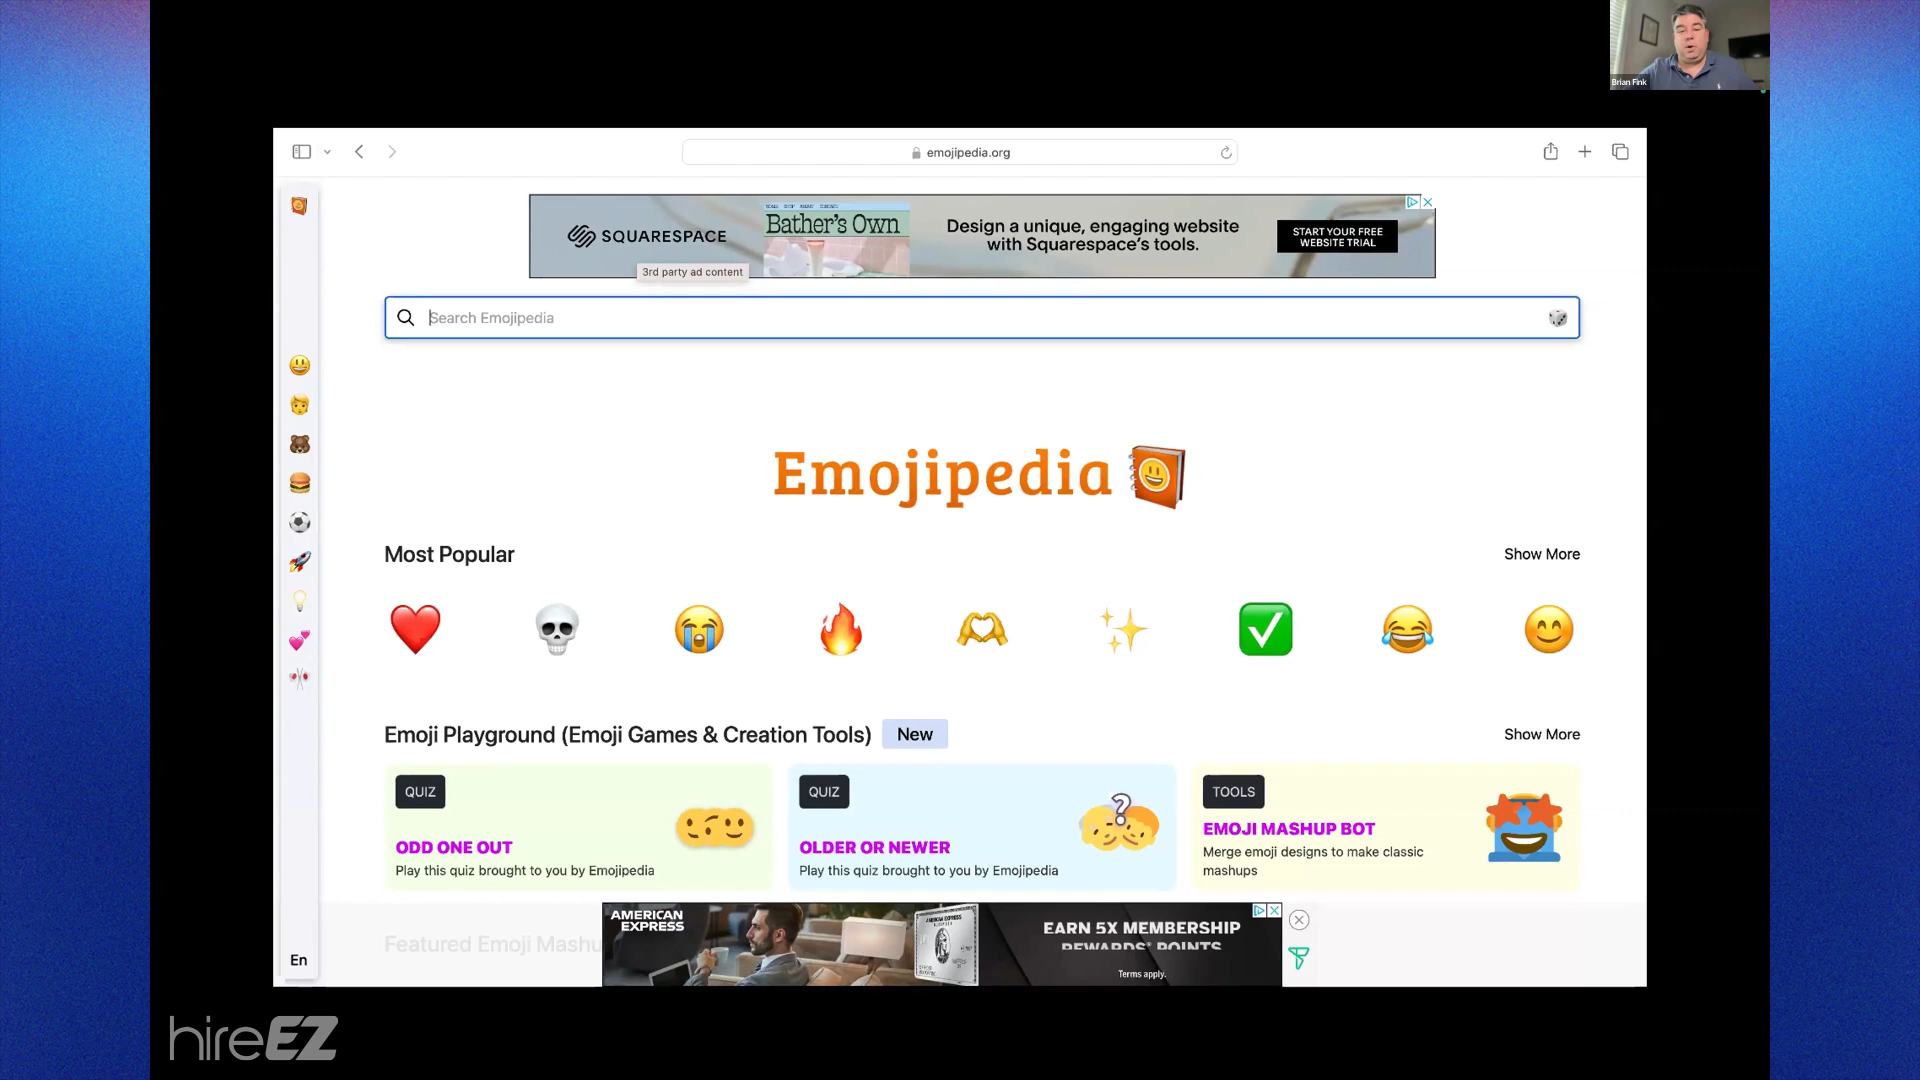 Brian Fink
emojipedia.org
SQUARESPACE
Bather's Own
Design a unique, engaging website
with Squarespace's tools.
START YOUR FREE
WEBSITE TRIAL
3rd party ad content
Search Emojipedia
Emojipedia
Most Popular
Show More
Emoji Playground (Emoji Games & Creation Tools)
New
Show More
QUIZ
ODD ONE OUT
Play this quiz brought to you by Emojipedia
QUIZ
OLDER OR NEWER
Play this quiz brought to you by Emojipedia
TOOLS
EMOJI MASHUP BOT
Merge emoji designs to make classic
mashups
Featured Emoji Mashu
AMERICAN
EXPRESS
EARN 5X MEMBERSHIP
REWARDS® POINTS
Terms apply.
En
hireEZ